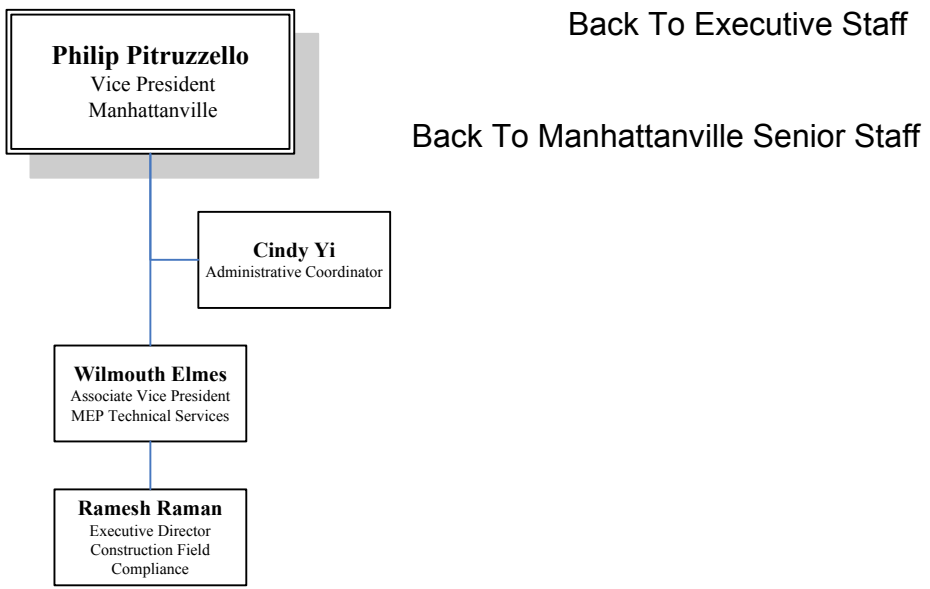 Philip Pitruzzello
Vice President
Manhattanville
Back To Executive Staff
Back To Manhattanville Senior Staff
Cindy Yi
Administrative Coordinator
Wilmouth Elmes
Associate Vice President
MEP Technical Services
Ramesh Raman
Executive Director
Construction Field
Compliance